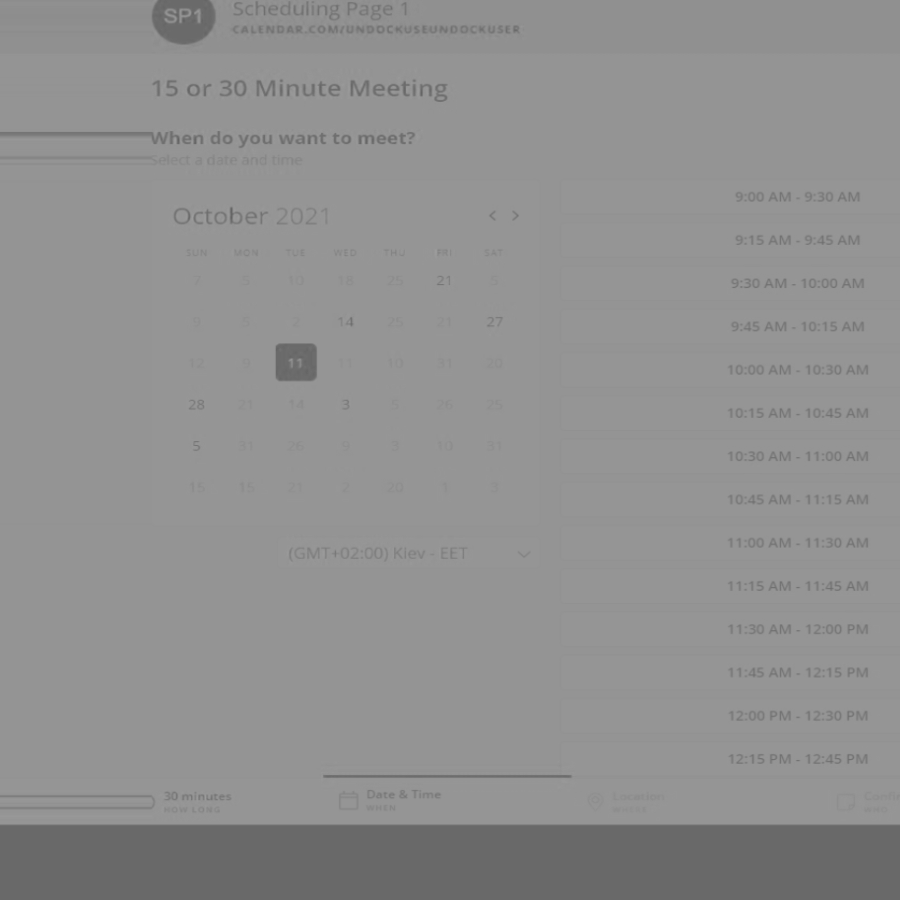 SP1
Scheduling Page 1
CALENDAR.COM/UNDOCKUSEUNDOCKUSER
15 or 30 Minute Meeting
When do you want to meet?
Select a date and time
October 2021
SUN MON TUE WED THU FRI SAT
7 5 10 18 25 21 5
9 5 2 14 25 21 27
12 9 11 11 10 31
28 21 14 3 5 26 25
5 31 26 9 3 10 31
15 15 21 2 20 1 3
(GMT+02:00) Kiev - EET
9:00 AM - 9:30 AM
9:15 AM - 9:45 AM
9:30 AM - 10:00 AM
9:45 AM - 10:15 AM
10:00 AM - 10:30 AM
10:15 AM - 10:45 AM
10:30 AM - 11:00 AM
10:45 AM - 11:15 AM
11:00 AM - 11:30 AM
11:15 AM - 11:45 AM
11:30 AM - 12:00 PM
11:45 AM - 12:15 PM
12:00 PM - 12:30 PM
12:15 PM - 12:45 PM
30 minutes
HOW LONG
Date & Time
WHEN
Location
WHERE
WHO